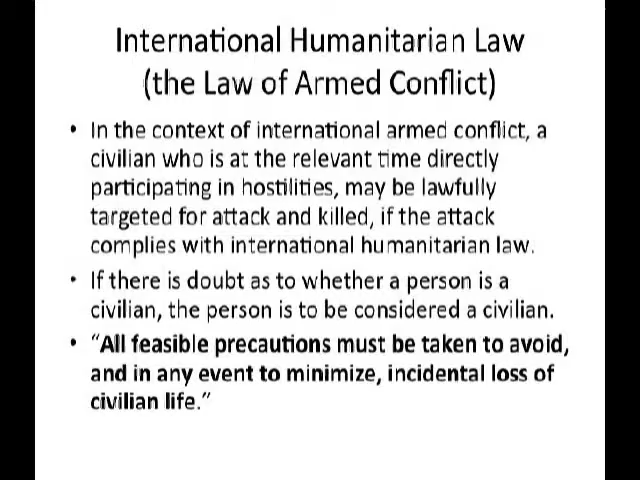 International Humanitarian Law
(the Law of Armed Conflict)
• In the context of international armed conflict, a
civilian who is at the relevant time directly
participating in hostilities, may be lawfully
targeted for attack and killed, if the attack
complies with international humanitarian law.
• If there is doubt as to whether a person is a
civilian, the person is to be considered a civilian.
• “All feasible precautions must be taken to avoid,
and in any event to minimize, incidental loss of
civilian life.”